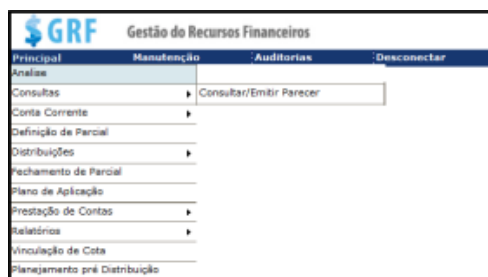 $GRF Gestão do Recursos Financeiros
Principal Manutenção Auditorias Desconectar
Analise
Consultas Consultar/Emitir Parecer
Conta Corrente
Definição de Parcial
Distribuições
Fechamento de Parcial
Plano de Aplicação
Prestação de Contas
Relatórios
Vinculação de Cota
Planejamento pré Distribuição